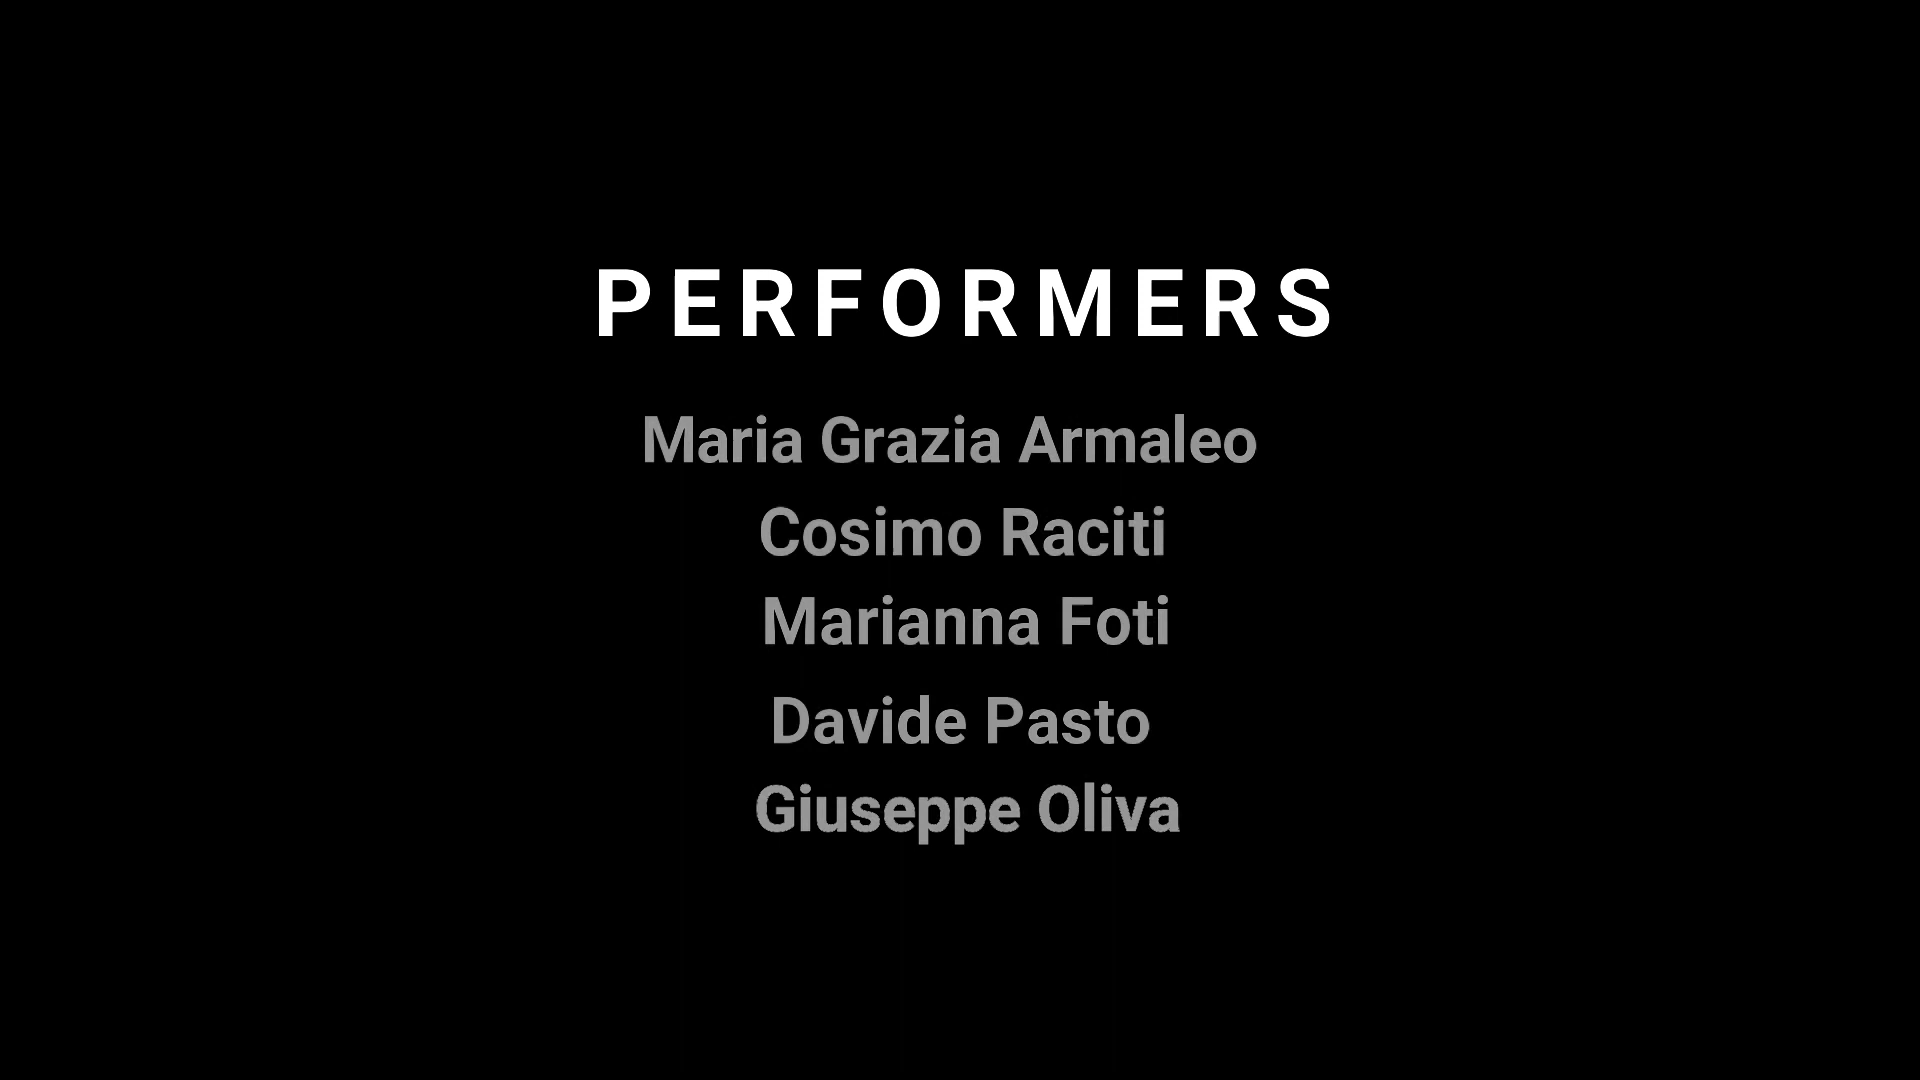 PERFORMERS
Maria Grazia Armaleo
Cosimo Raciti
Marianna Foti
Davide Pasto
Giuseppe Oliva